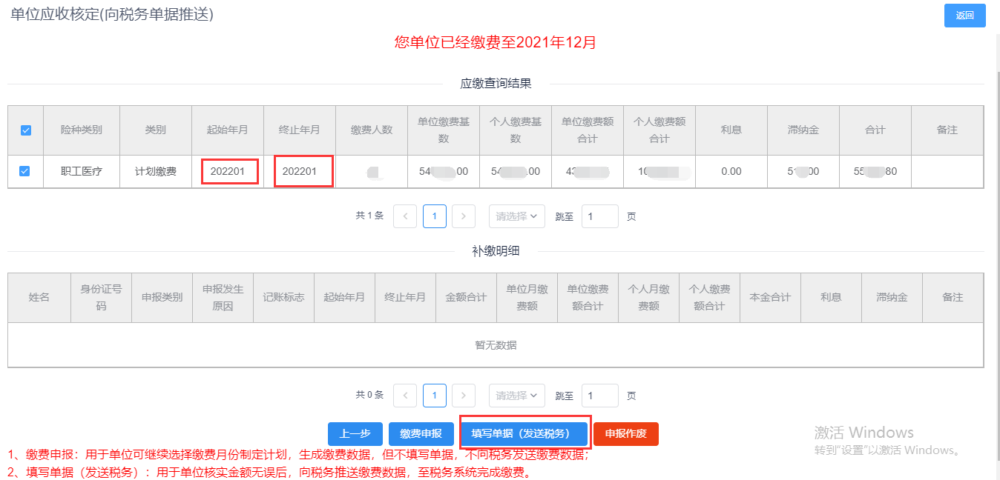 单位应收核定(向税务单据推送)
返回
您单位已经缴费至2021年12月
应缴查询结果
险种类别 类别 起始年月 终止年月 缴费人数 单位缴费基数 个人缴费基数 单位缴费额合计 个人缴费额合计 利息 滞纳金 合计 备注
职工医疗 计划缴费 202201 202201 54 00 54 .00 43 10 0.00 51 00 55 80
共 1 条 1 请选择 跳至 1 页
补缴明细
姓名 身份证号码 申报类别 申报发生原因 记账标志 起始年月 终止年月 金额合计 单位月缴费额 单位缴费额合计 个人月缴费额 个人缴费额合计 本金合计 利息 滞纳金 备注
暂无数据
共 0 条 1 请选择 跳至 1 页
上一步 缴费申报 填写单据（发送税务） 申报作废
1、缴费申报：用于单位可继续选择缴费月份制定计划，生成缴费数据，但不填写单据，不向税务发送缴费数据；
2、填写单据（发送税务）：用于单位核实金额无误后，向税务推送缴费数据，至税务系统完成缴费。
激活 Windows
转到"设置"以激活 Windows。